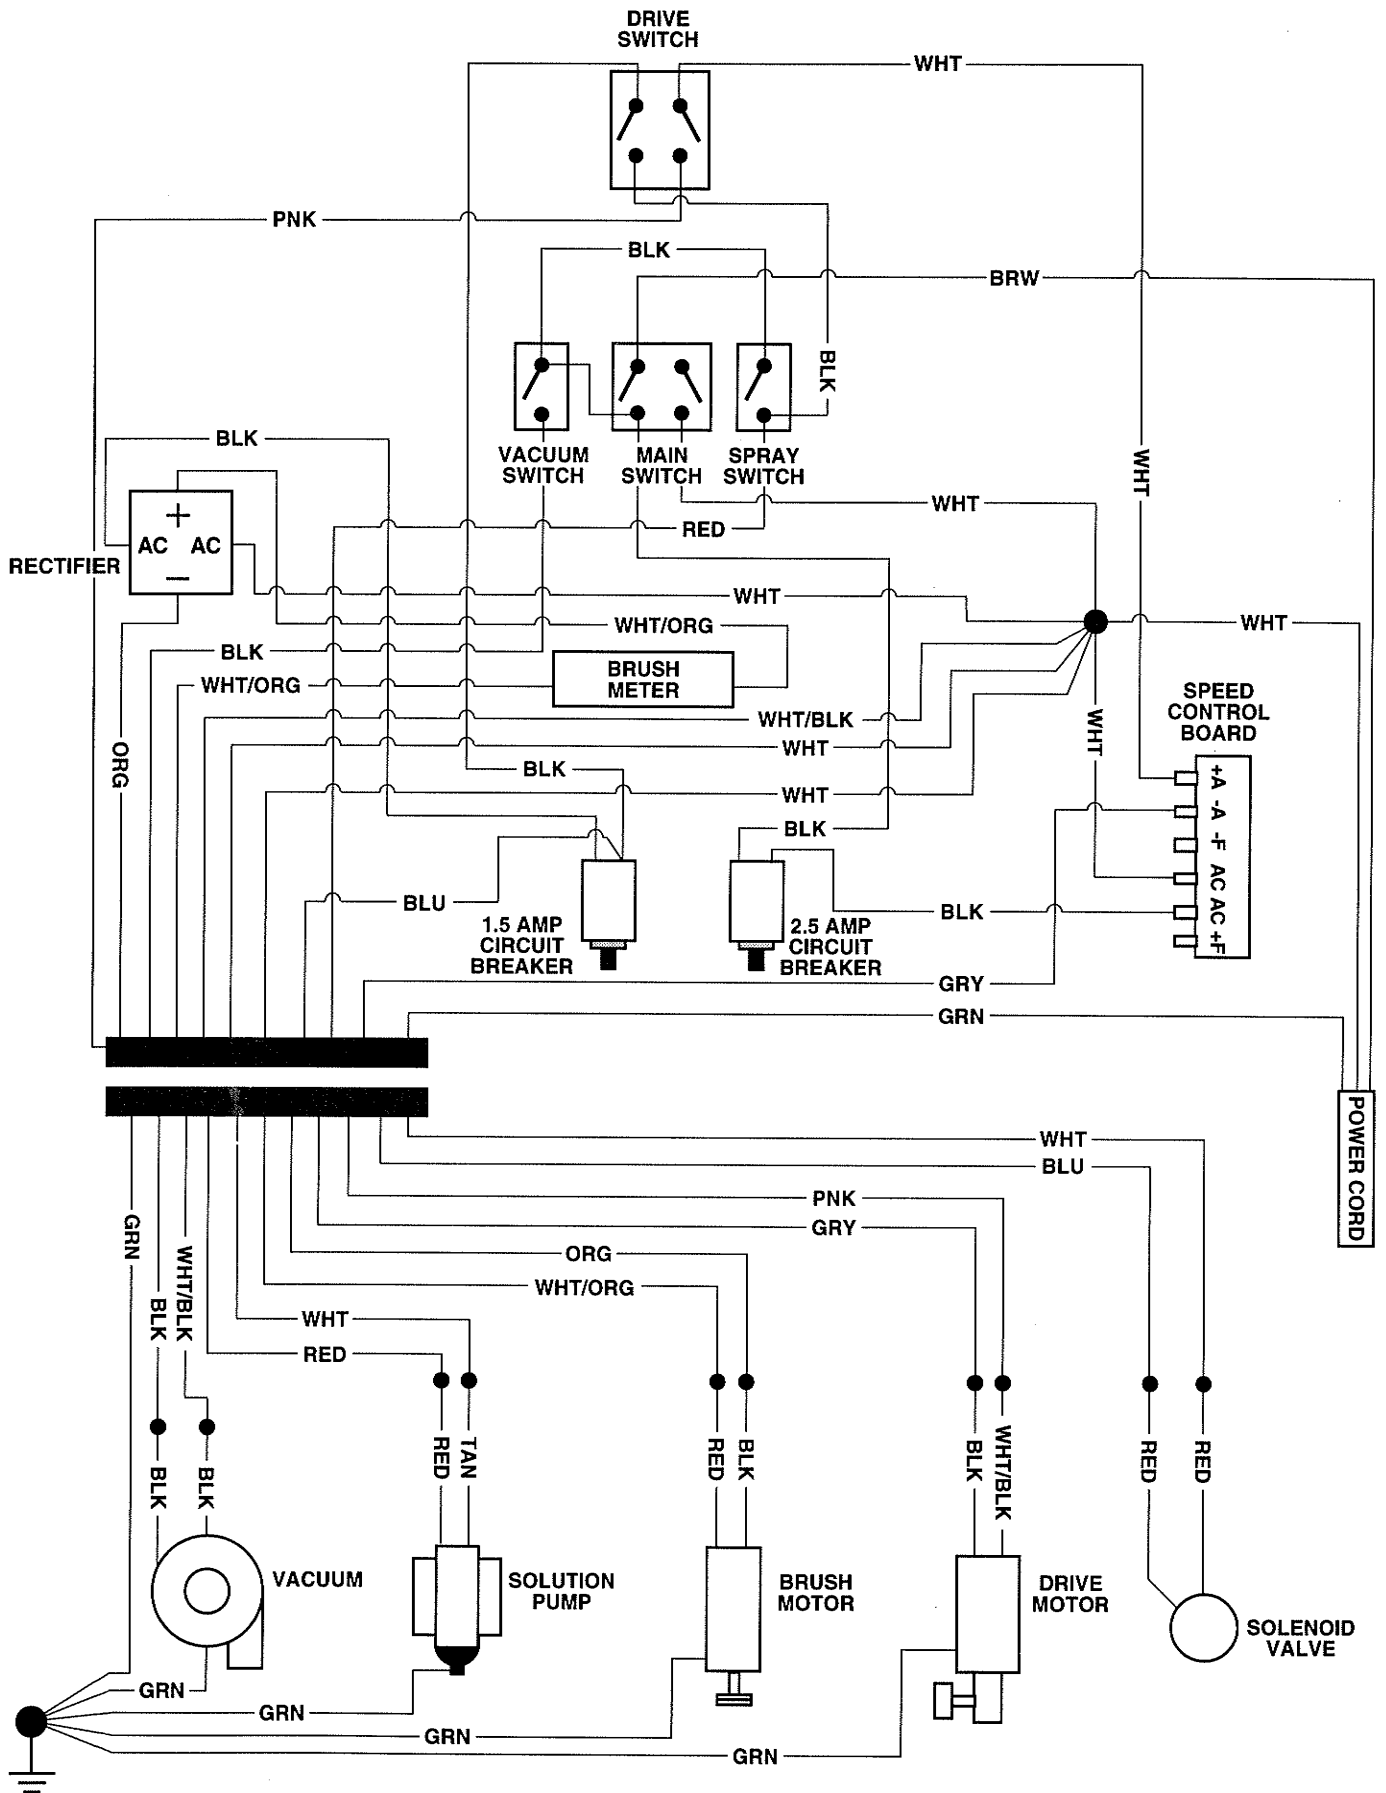 DRIVE
SWITCH
WHT
PNK
BLK
BRW
BLK
VACUUM
SWITCH
MAIN
SWITCH
SPRAY
SWITCH
BLK
WHT
WHT
RED
+
AC AC
−
RECTIFIER
WHT
WHT/ORG
WHT
BLK
BRUSH
METER
WHT/ORG
SPEED
CONTROL
BOARD
WHT/BLK
WHT
WHT
ORG
BLK
WHT
BLK
+A
-A
-F
AC
AC
+F
BLU
BLK
1.5 AMP
CIRCUIT
BREAKER
2.5 AMP
CIRCUIT
BREAKER
GRY
GRN
POWER CORD
WHT
BLU
PNK
GRY
ORG
WHT/ORG
WHT
RED
GRN
BLK
WHT/BLK
BLK
BLK
RED
TAN
RED
BLK
BLK
WHT/BLK
RED
RED
VACUUM
SOLUTION
PUMP
BRUSH
MOTOR
DRIVE
MOTOR
SOLENOID
VALVE
GRN
GRN
GRN
GRN